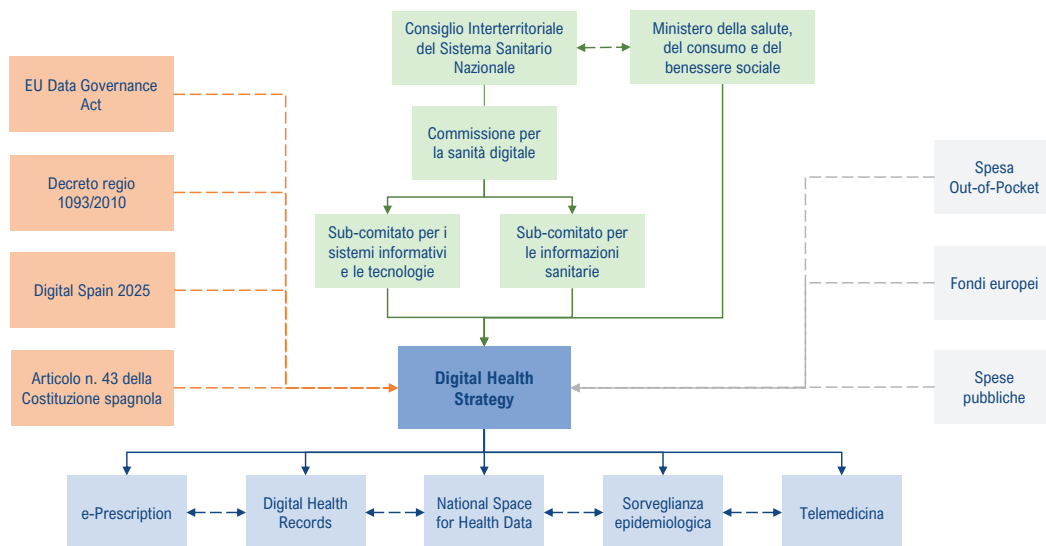 Consiglio Interterritoriale
del Sistema Sanitario
Nazionale
Ministero della salute,
del consumo e del
benessere sociale
EU Data Governance
Act
Commissione per
la sanità digitale
Decreto regio
1093/2010
Spesa
Out-of-Pocket
Sub-comitato per i
sistemi informativi
e le tecnologie
Sub-comitato per
le informazioni
sanitarie
Digital Spain 2025
Fondi europei
Articolo n. 43 della
Costituzione spagnola
Digital Health
Strategy
Spese
pubbliche
e-Prescription
Digital Health
Records
National Space
for Health Data
Sorveglianza
epidemiologica
Telemedicina